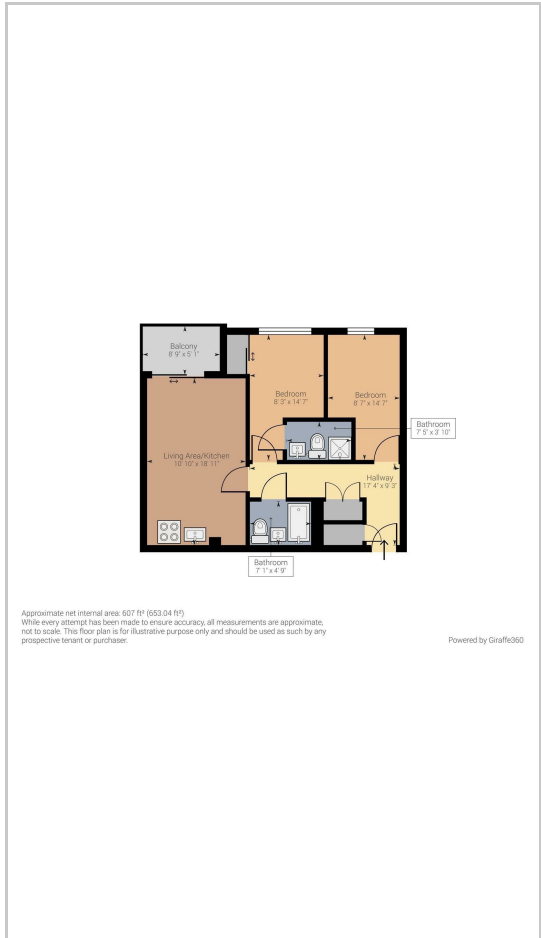 Balcony
8' 9" x 5' 1"
Bedroom
8' 3" x 14' 7"
Bedroom
8' 7" x 14' 7"
Bathroom
7' 5" x 3' 10"
Living Area/Kitchen
10' 10" x 18' 11"
Hallway
17' 4" x 9' 3"
Bathroom
7' 1" x 4' 9"
Approximate net internal area: 607 ft² (653.04 ft²)
While every attempt has been made to ensure accuracy, all measurements are approximate,
not to scale. This floor plan is for illustrative purpose only and should be used as such by any
prospective tenant or purchaser.
Powered by Giraffe360